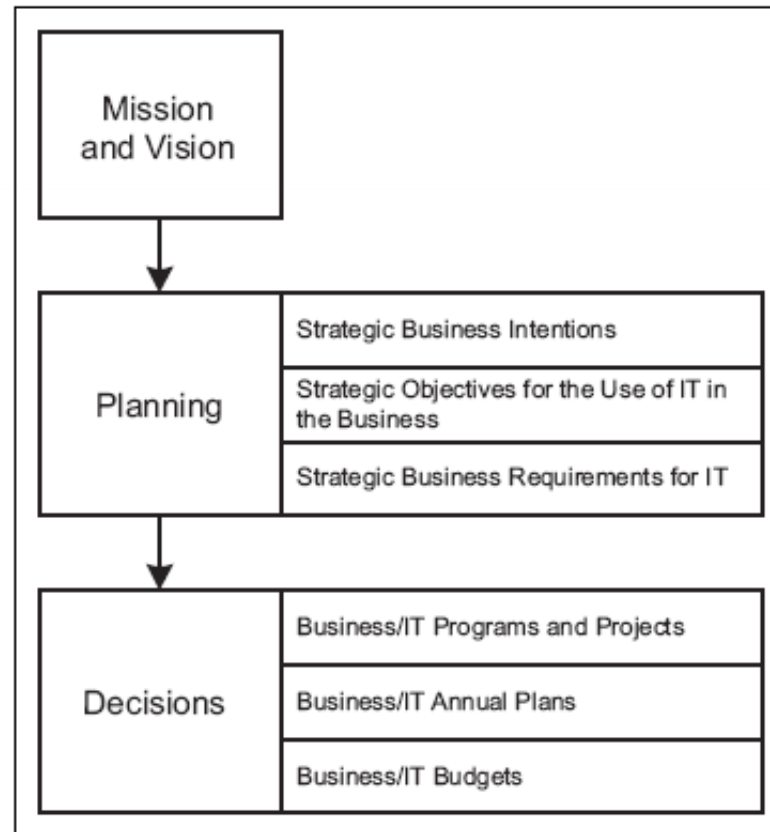 Mission
and Vision
Planning
Strategic Business Intentions
Strategic Objectives for the Use of IT in
the Business
Strategic Business Requirements for IT
Decisions
Business/IT Programs and Projects
Business/IT Annual Plans
Business/IT Budgets